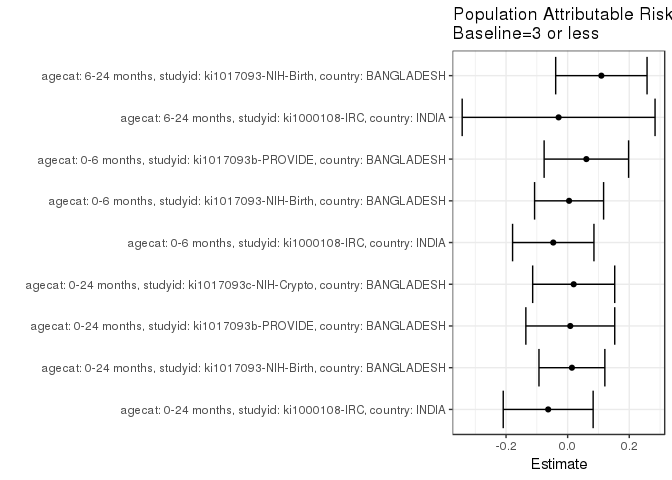 Population Attributable Risk
Baseline=3 or less
agecat: 6-24 months, studyid: ki1017093-NIH-Birth, country: BANGLADESH
agecat: 6-24 months, studyid: ki1000108-IRC, country: INDIA
agecat: 0-6 months, studyid: ki1017093b-PROVIDE, country: BANGLADESH
agecat: 0-6 months, studyid: ki1017093-NIH-Birth, country: BANGLADESH
agecat: 0-6 months, studyid: ki1000108-IRC, country: INDIA
agecat: 0-24 months, studyid: ki1017093c-NIH-Crypto, country: BANGLADESH
agecat: 0-24 months, studyid: ki1017093b-PROVIDE, country: BANGLADESH
agecat: 0-24 months, studyid: ki1017093-NIH-Birth, country: BANGLADESH
agecat: 0-24 months, studyid: ki1000108-IRC, country: INDIA
-0.2 0.0 0.2
Estimate